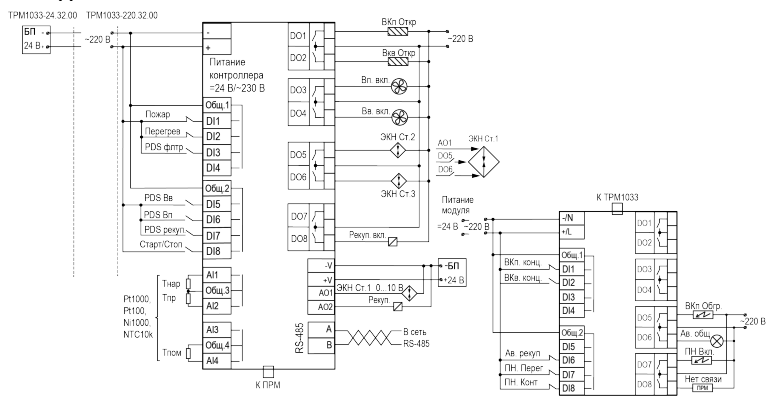 ТРМ1033-24.32.00 ТРМ1033-220.32.00
БП -
24 В+
~220 В
-
+
Питание
контроллера
=24 В/~230 В
Общ.1
Пожар
DI1
Перегрев
DI2
PDS флтр
DI3
DI4
Общ.2
PDS Вв
DI5
PDS Вп
DI6
PDS рекуп.
DI7
Старт/Стоп
DI8
Pt1000,
Pt100,
Ni1000,
NTC10k
Тнар
Тпр
AI1
Общ.3
AI2
AI3
Общ.4
Тпом
AI4
К ПРМ
DO1
DO2
DO3
DO4
DO5
DO6
DO7
DO8
ВКп Откр
Вкв Откр
~220 В
Вп. вкл.
Вв. вкл.
ЭКН Ст.2
ЭКН Ст.3
Рекуп. вкл.
-V
+V
AO1
AO2
-БП
+24 В
ЭКН Ст.1 0...10 В
Рекуп.
RS-485
A
B
В сеть
RS-485
AO1
DO5
DO6
ЭКН Ст.1
Питание
модуля
=24 В ~220 В
К ТРМ1033
-/N
+/L
Общ.1
ВКп. конц.
DI1
ВКв. конц.
DI2
DI3
DI4
Общ.2
DI5
Ав. рекуп
DI6
ПН. Перег
DI7
ПН. Конт
DI8
DO1
DO2
DO3
DO4
DO5
DO6
DO7
DO8
ВКп Обгр.
~220 В
Ав. общ.
ПН Вкл.
Нет связи
ПРМ